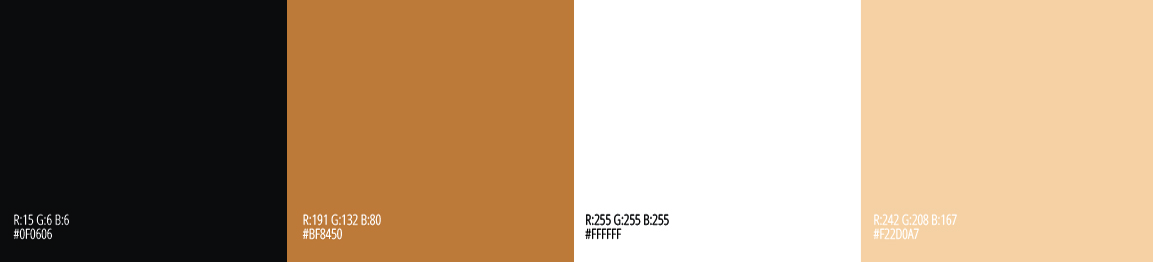 R:15 G:6 B:6
#0F0606
R:191 G:132 B:80
#BF8450
R:255 G:255 B:255
#FFFFFF
R:242 G:208 B:167
#F22D0A7